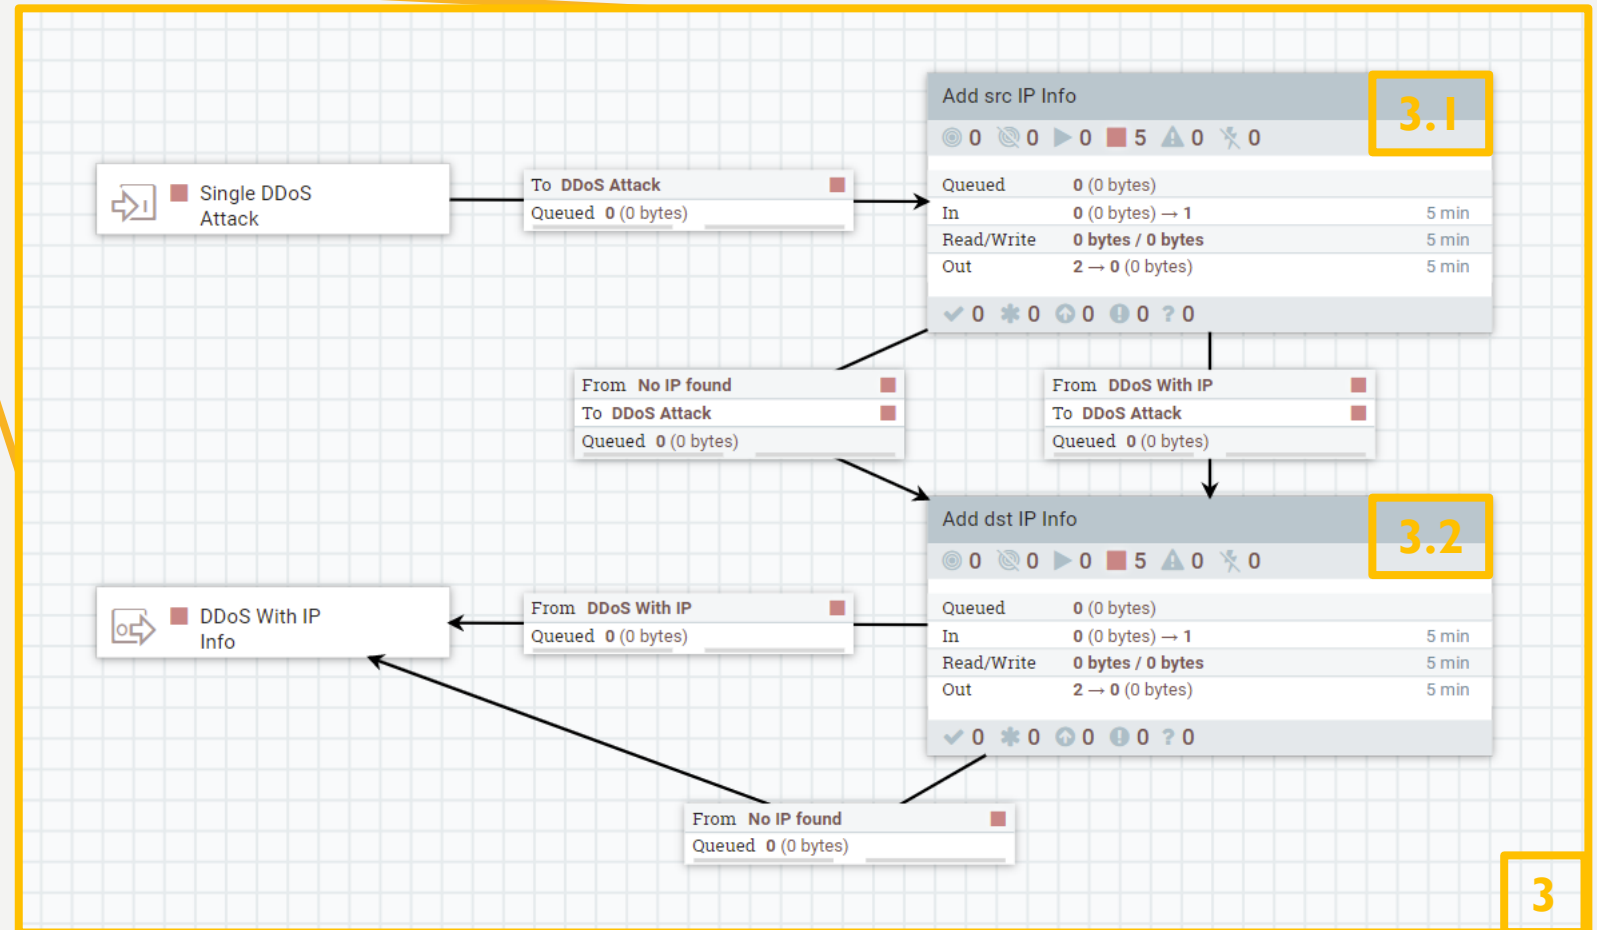 Add src IP Info
3.1
0 0 0 5 0 0
Single DDoS
Attack
To DDoS Attack
Queued 0 (0 bytes)
Queued 0 (0 bytes)
In 0 (0 bytes) → 1 5 min
Read/Write 0 bytes / 0 bytes 5 min
Out 2 → 0 (0 bytes) 5 min
0 0 0 0 ? 0
From No IP found
To DDoS Attack
Queued 0 (0 bytes)
From DDoS With IP
To DDoS Attack
Queued 0 (0 bytes)
Add dst IP Info
3.2
0 0 0 5 0 0
Queued 0 (0 bytes)
In 0 (0 bytes) → 1 5 min
Read/Write 0 bytes / 0 bytes 5 min
Out 2 → 0 (0 bytes) 5 min
0 0 0 0 ? 0
From DDoS With IP
Queued 0 (0 bytes)
DDoS With IP
Info
From No IP found
Queued 0 (0 bytes)
3